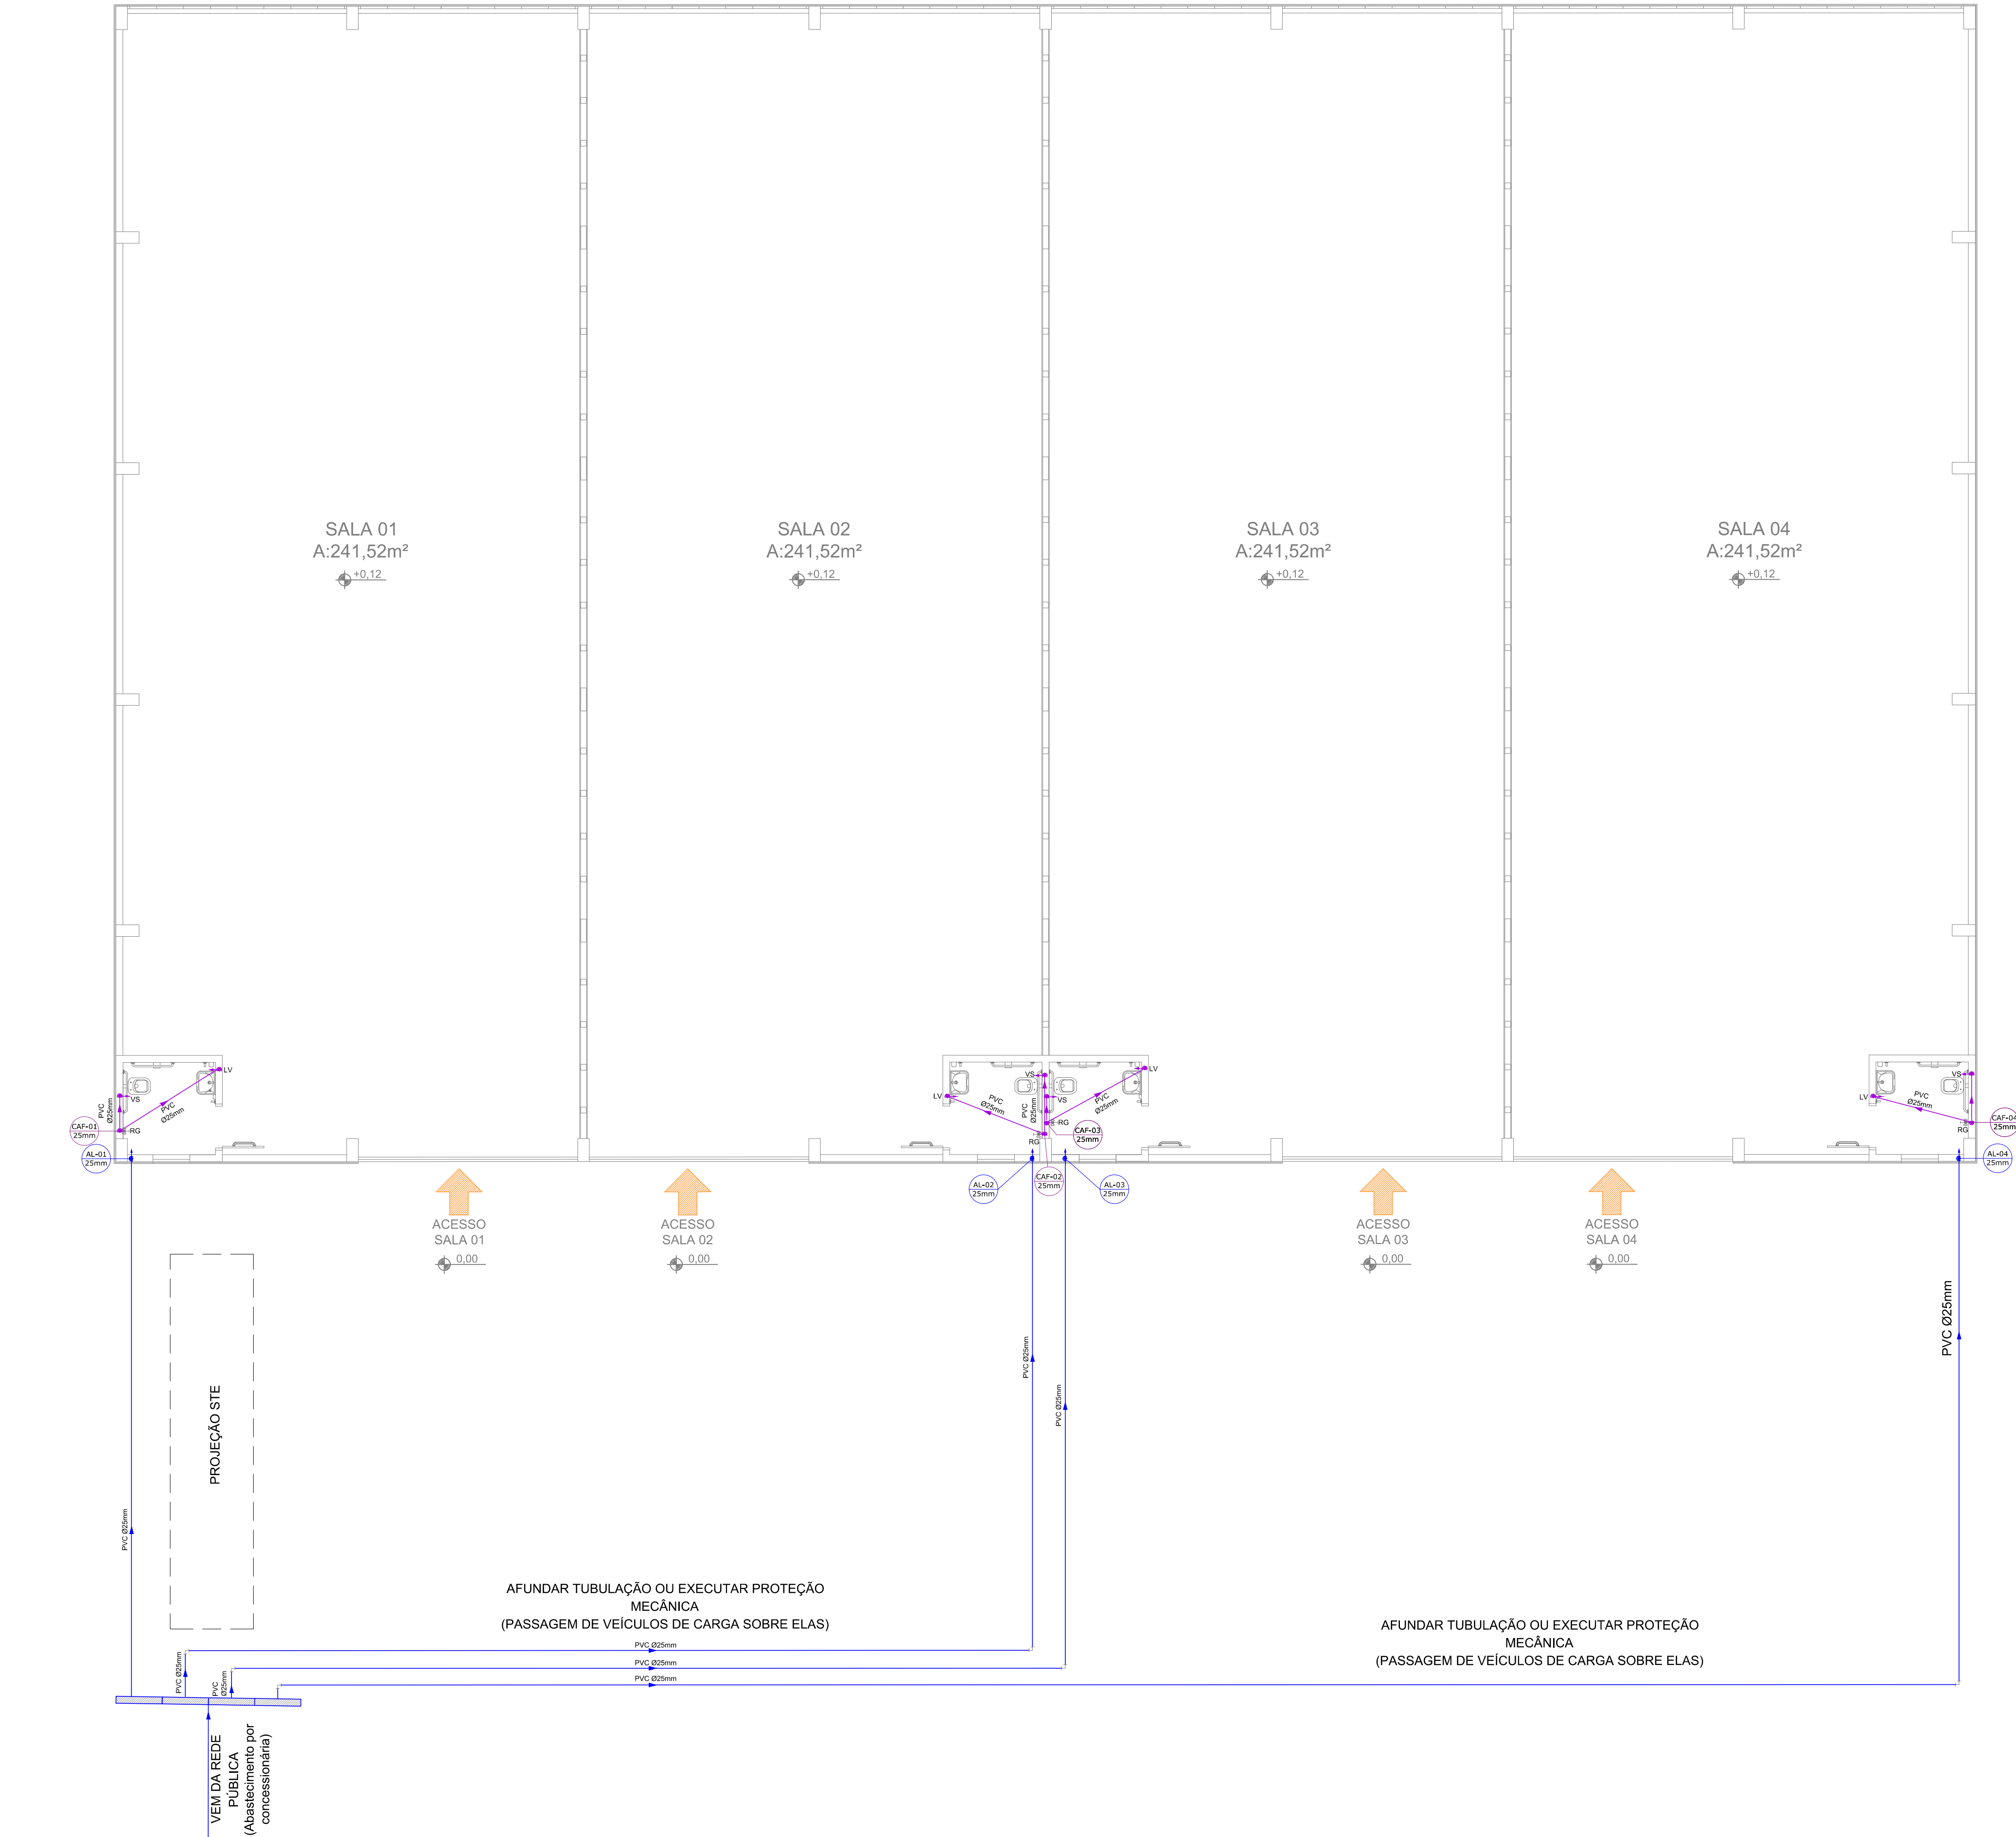 SALA 01
A:241,52m²
+0,12
SALA 02
A:241,52m²
+0,12
SALA 03
A:241,52m²
+0,12
SALA 04
A:241,52m²
+0,12
LV
VS
PVC
Ø25mm
PVC
Ø25mm
RG
CAF-01
25mm
AL-01
25mm
LV
VS
PVC
Ø25mm
PVC
Ø25mm
RG
CAF-02
25mm
AL-02
25mm
LV
VS
PVC
Ø25mm
RG
CAF-03
25mm
AL-03
25mm
VS
LV
PVC
Ø25mm
RG
CAF-04
25mm
AL-04
25mm
ACESSO
SALA 01
0,00
ACESSO
SALA 02
0,00
ACESSO
SALA 03
0,00
ACESSO
SALA 04
0,00
PROJEÇÃO STE
PVC Ø25mm
PVC Ø25mm
PVC Ø25mm
PVC Ø25mm
AFUNDAR TUBULAÇÃO OU EXECUTAR PROTEÇÃO
MECÂNICA
(PASSAGEM DE VEÍCULOS DE CARGA SOBRE ELAS)
AFUNDAR TUBULAÇÃO OU EXECUTAR PROTEÇÃO
MECÂNICA
(PASSAGEM DE VEÍCULOS DE CARGA SOBRE ELAS)
PVC Ø25mm
PVC Ø25mm
PVC Ø25mm
PVC Ø25mm
PVC
Ø25mm
VEM DA REDE
PÚBLICA
(Abastecimento por
concessionária)